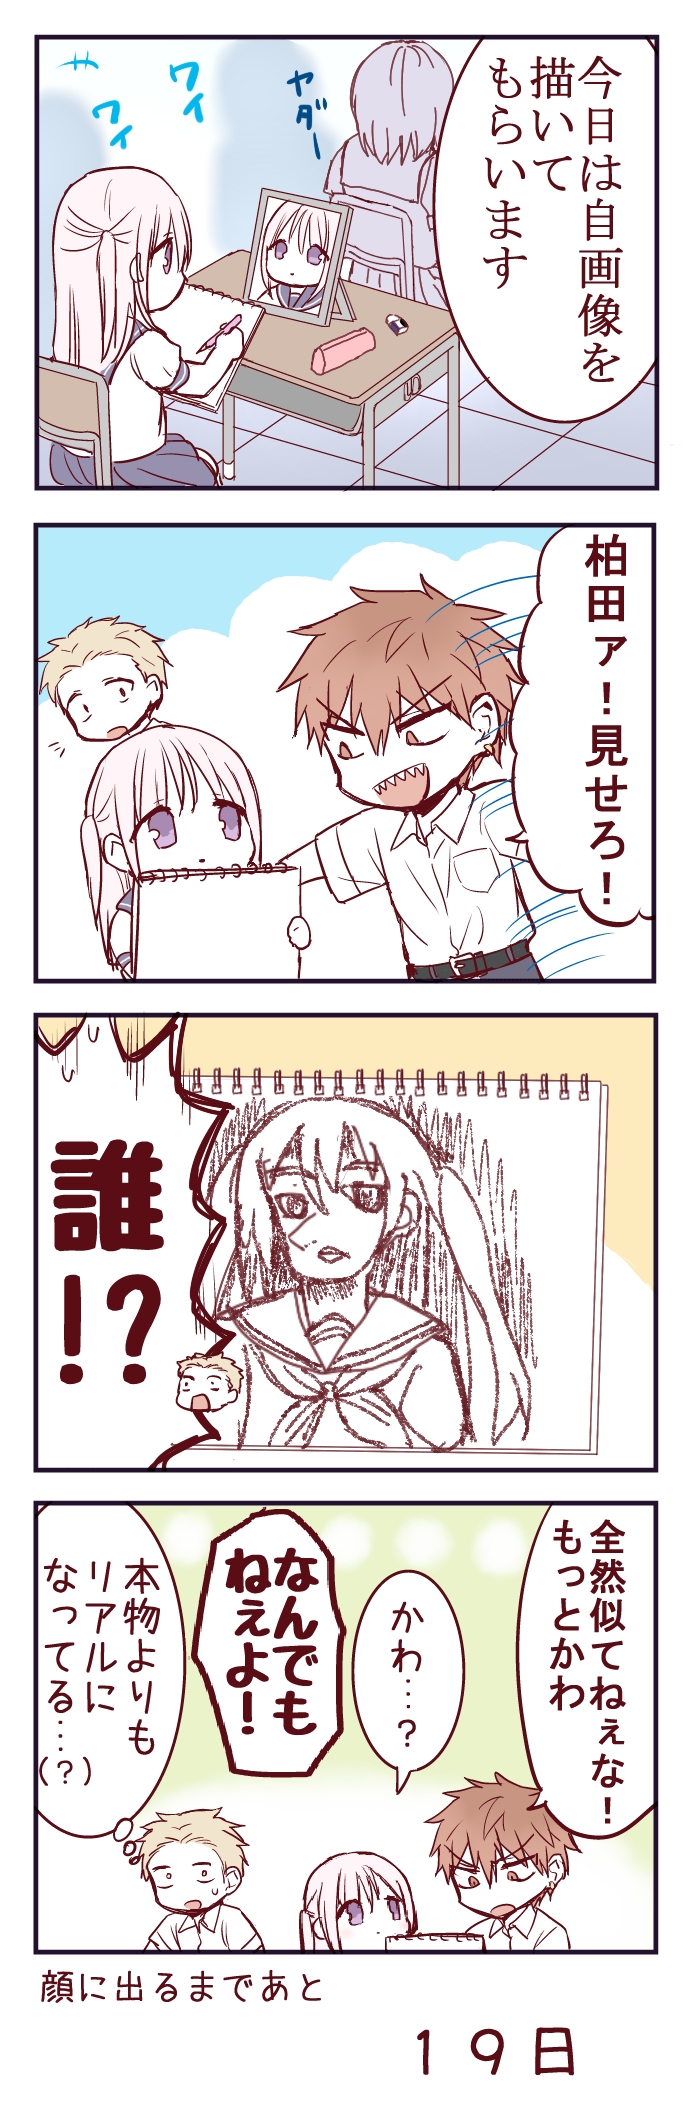 今日は自画像を
描いて
もらいます
ヤダー
ワイ
ワイ
柏田ァ！見せろ！
誰!?
全然似てねぇな！
もっとかわ
かわ…？
なんでも
ねぇよ！
本物よりも
リアルに
なってる…
(？)
顔に出るまであと
１９日